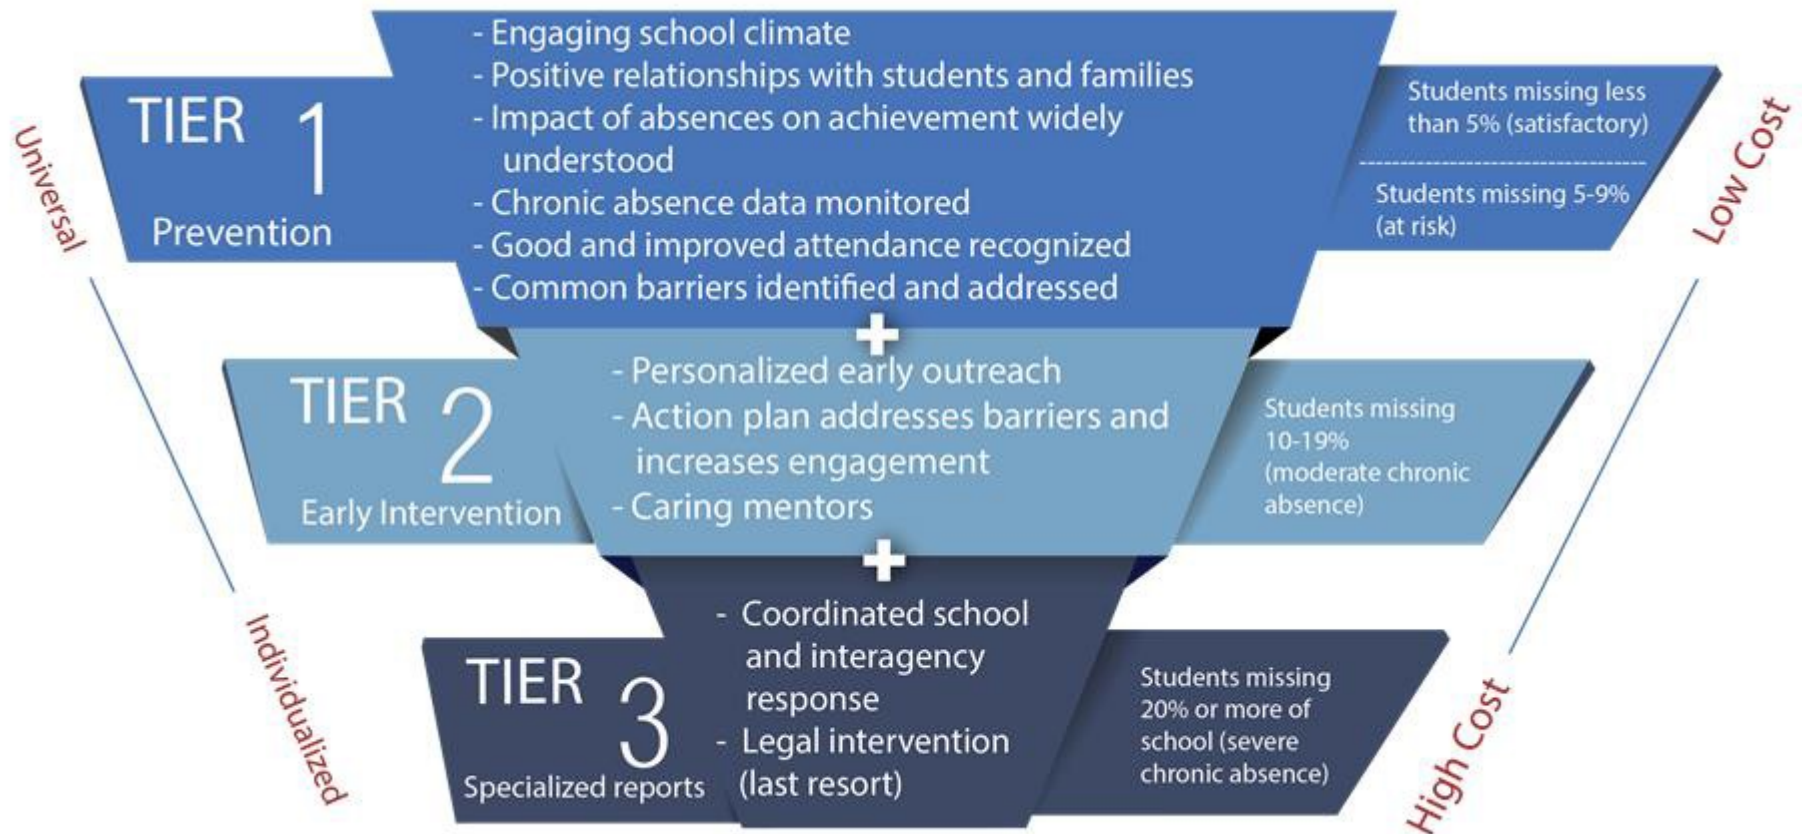 Universal
Individualized
TIER 1
Prevention
- Engaging school climate
- Positive relationships with students and families
- Impact of absences on achievement widely
understood
- Chronic absence data monitored
- Good and improved attendance recognized
- Common barriers identified and addressed
Students missing less
than 5% (satisfactory)
Students missing 5-9%
(at risk)
+
TIER 2
Early Intervention
- Personalized early outreach
- Action plan addresses barriers and
increases engagement
- Caring mentors
Students missing
10-19%
(moderate chronic
absence)
+
TIER 3
Specialized reports
- Coordinated school
and interagency
response
- Legal intervention
(last resort)
Students missing
20% or more of
school (severe
chronic absence)
Low Cost
High Cost